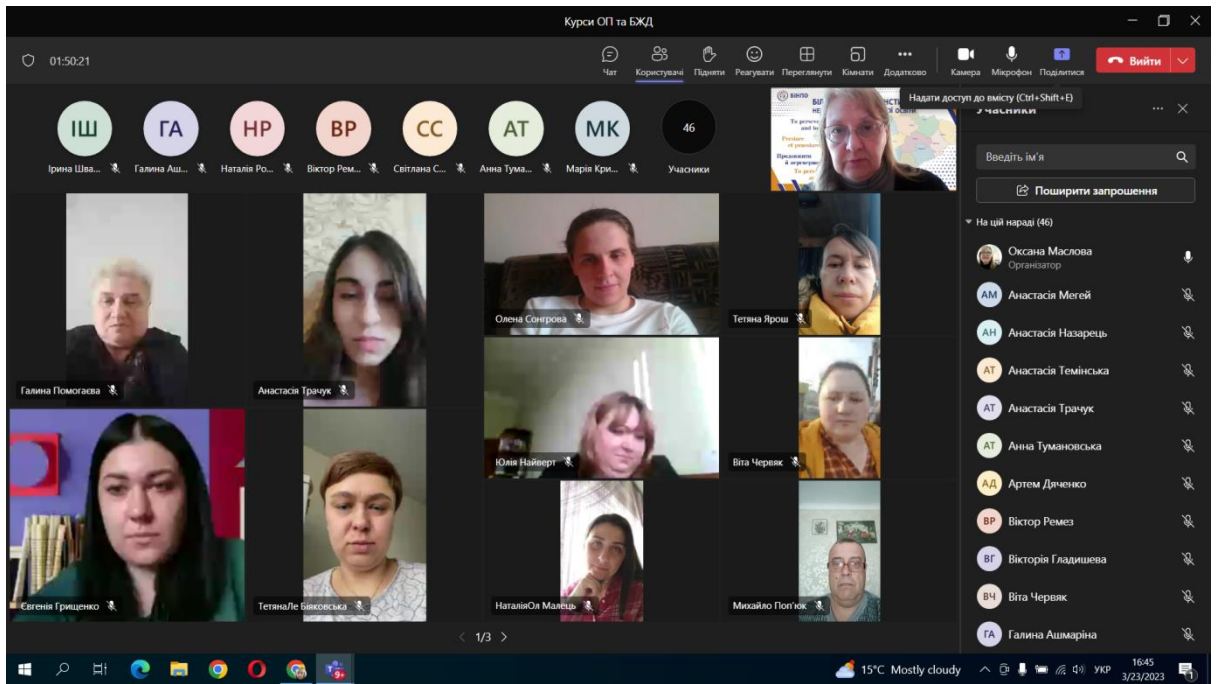 Курси ОП та БЖД
01:50:21
Чат
Користувачі
Підняти
Реагувати
Переглянути
Кімнати
Додатково
Камера
Мікрофон
Поділитися
Вийти
Надати доступ до вмісту (Ctrl+Shift+E)
ІШ
ГА
НР
ВР
СС
АТ
МК
46
Ірина Шва...
Галина Аш...
Наталія Ро...
Віктор Рем...
Світлана С...
Анна Тума...
Марія Кри...
Учасники
БІНПО
Учасники
Введіть ім'я
Поширити запрошення
На цій нараді (46)
Оксана Маслова
Організатор
АМ Анастасія Мегей
АН Анастасія Назарець
АТ Анастасія Темінська
АТ Анастасія Трачук
АТ Анна Тумановська
АД Артем Дяченко
ВР Віктор Ремез
ВГ Вікторія Гладишева
ВЧ Віта Червяк
ГА Галина Ашмаріна
Галина Помогаєва
Анастасія Трачук
Олена Сонгрова
Тетяна Ярош
Юлія Найверт
Віта Червяк
Євгенія Грищенко
ТетянаЛе Біяковська
НаталіяОл Малець
Михайло Поп'юк
1/3
9+
15°C Mostly cloudy
УКР
16:45
3/23/2023
1